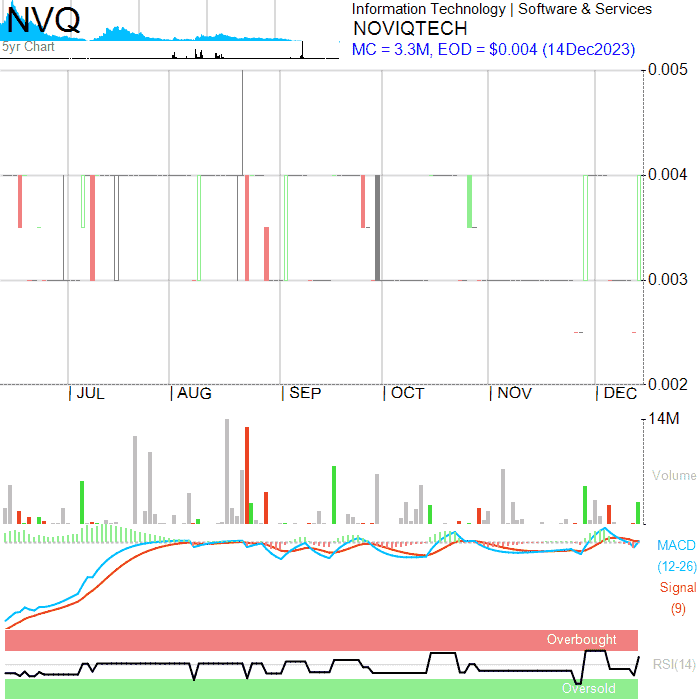 NVQ
5yr Chart
Information Technology | Software & Services
NOVIQTECH
MC = 3.3M, EOD = $0.004 (14Dec2023)
0.005
0.004
0.003
0.002
JUL
AUG
SEP
OCT
NOV
DEC
14M
Volume
MACD
(12-26)
Signal
(9)
Overbought
RSI(14)
Oversold